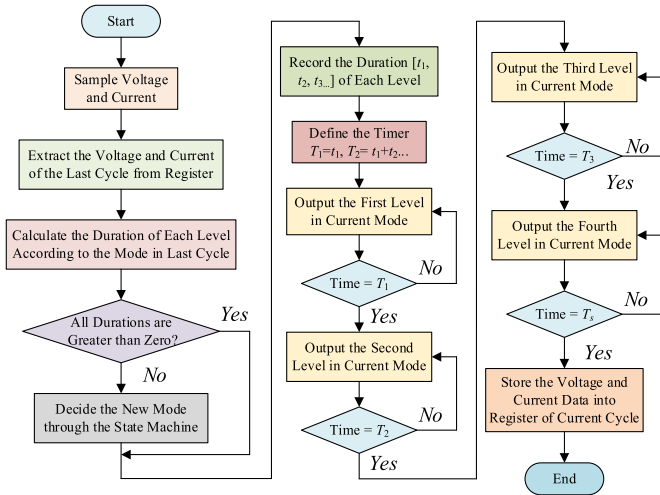 Start
Sample Voltage
and Current
Extract the Voltage and Current
of the Last Cycle from Register
Calculate the Duration of Each Level
According to the Mode in Last Cycle
All Durations are
Greater than Zero?
Yes
No
Decide the New Mode
through the State Machine
Record the Duration [t₁,
t₂, t₃...] of Each Level
Define the Timer
T₁=t₁, T₂= t₁+t₂...
Output the First Level
in Current Mode
Time = T₁
No
Yes
Output the Second
Level in Current Mode
Time = T₂
No
Yes
Output the Third Level
in Current Mode
Time = T₃
No
Yes
Output the Fourth
Level in Current Mode
Time = Tₛ
No
Yes
Store the Voltage and
Current Data into
Register of Current Cycle
End